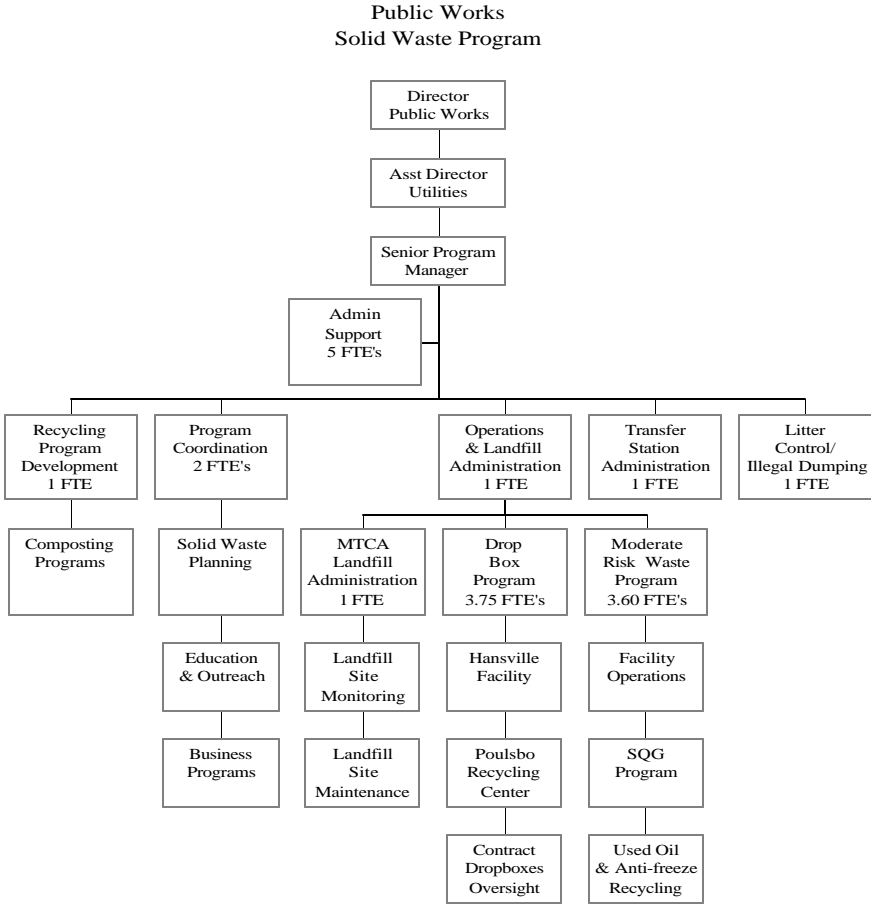 Public Works
Solid Waste Program
Director
Public Works
Asst Director
Utilities
Senior Program
Manager
Admin
Support
5 FTE's
Recycling
Program
Development
1 FTE
Program
Coordination
2 FTE's
Operations
& Landfill
Administration
1 FTE
Transfer
Station
Administration
1 FTE
Litter
Control/
Illegal Dumping
1 FTE
Composting
Programs
Solid Waste
Planning
MTCA
Landfill
Administration
1 FTE
Drop
Box
Program
3.75 FTE's
Moderate
Risk Waste
Program
3.60 FTE's
Education
& Outreach
Landfill
Site
Monitoring
Hansville
Facility
Facility
Operations
Business
Programs
Landfill
Site
Maintenance
Poulsbo
Recycling
Center
SQG
Program
Contract
Dropboxes
Oversight
Used Oil
& Anti-freeze
Recycling